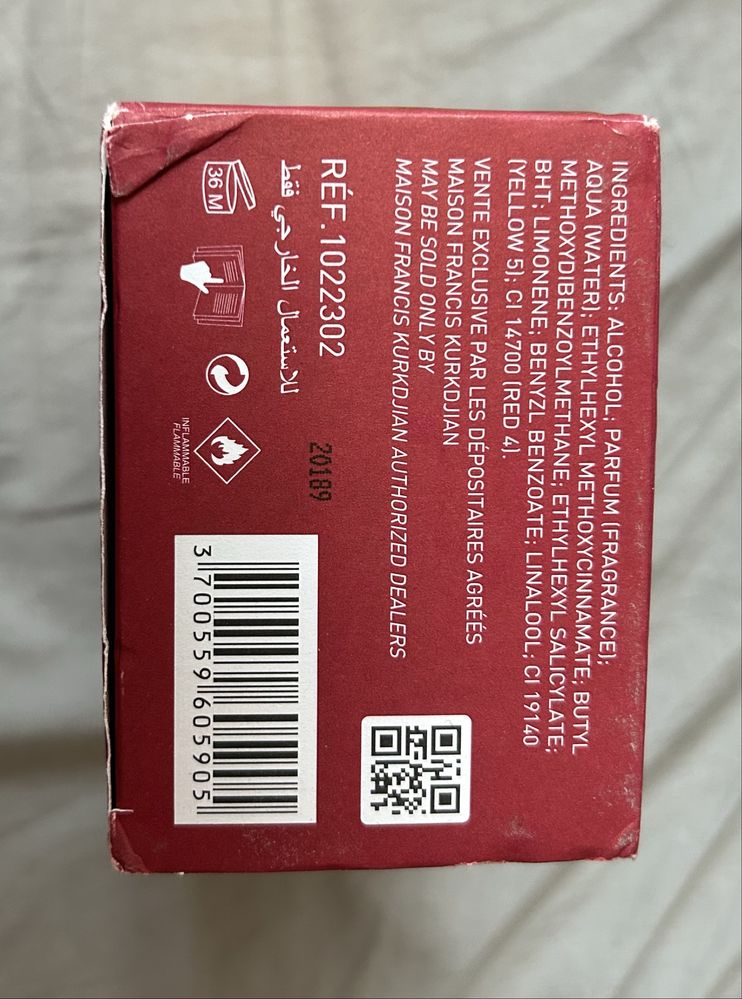 INGREDIENTS: ALCOHOL; PARFUM (FRAGRANCE);
AQUA (WATER); ETHYLHEXYL METHOXYCINNAMATE; BUTYL
METHOXYDIBENZOYLMETHANE; ETHYLHEXYL SALICYLATE;
BHT; LIMONENE; BENYZL BENZOATE; LINALOOL; CI 19140
(YELLOW 5); CI 14700 (RED 4).
VENTE EXCLUSIVE PAR LES DÉPOSITAIRES AGRÉÉS
MAISON FRANCIS KURKDJIAN
MAY BE SOLD ONLY BY
MAISON FRANCIS KURKDJIAN AUTHORIZED DEALERS
RÉF.1022302
20189
للاستعمال الخارجي فقط
36 M
INFLAMMABLE
FLAMMABLE
3 700559 605905